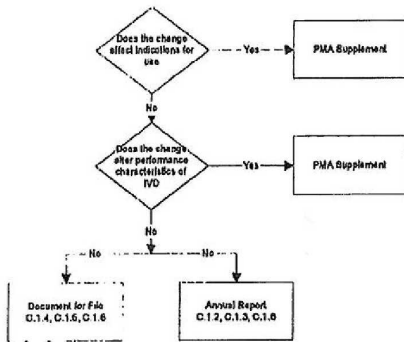 Does the change
effect indications for
use
Yes
PMA Supplement
No
Does the change
alter performance
characteristics of
IVD
Yes
PMA Supplement
No
No
No
Document for File
C.1.4, C.1.5, C.1.6
Annual Report
C.1.2, C.1.3, C.1.6